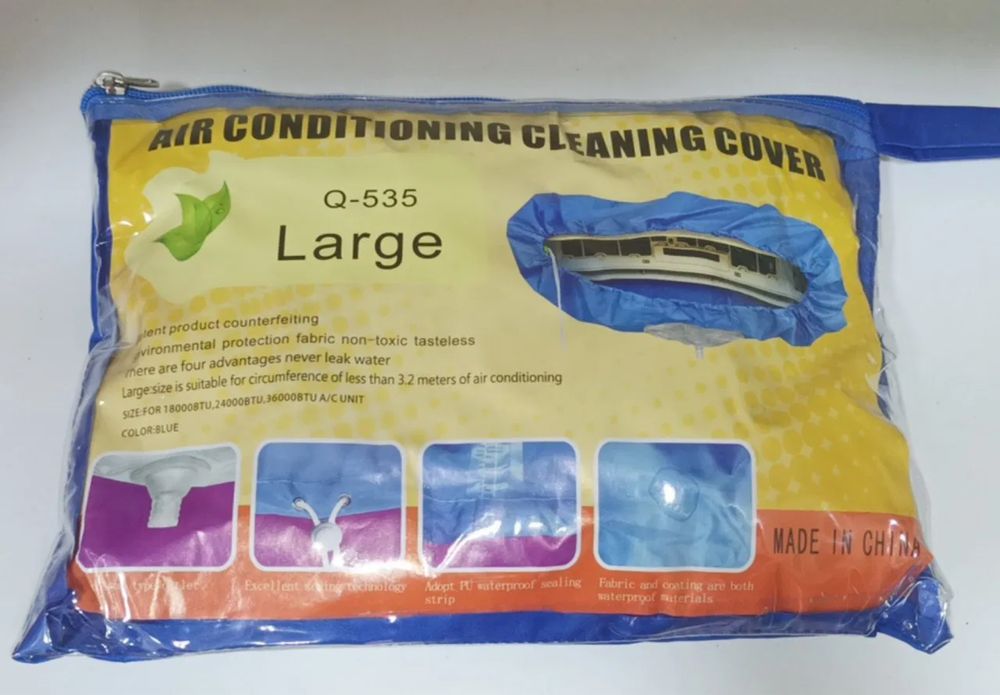 AIR CONDITIONING CLEANING COVER
Q-535
Large
product counterfeiting
protection fabric non-toxic tasteless
are four advantages never leak water
Large:size is suitable for circumference of less than 3.2 meters of air conditioning
SIZE:FOR 18000BTU,24000BTU,36000BTU A/C UNIT
COLOR:BLUE
MADE IN CHINA
type
Excellent technology
Adopt PU waterproof sealing
strip
Fabric and coating are both
waterproof materials